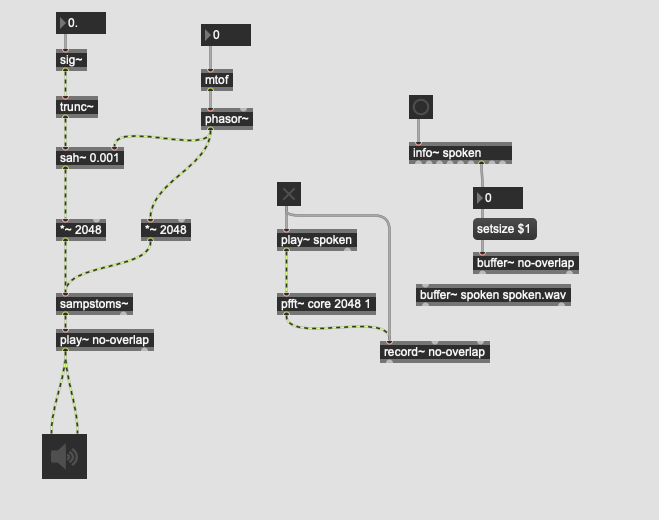 0.
sig~
trunc~
sah~ 0.001
*~ 2048
0
mtof
phasor~
*~ 2048
sampstoms~
play~ no-overlap
play~ spoken
pfft~ core 2048 1
record~ no-overlap
info~ spoken
0
setsize $1
buffer~ no-overlap
buffer~ spoken spoken.wav